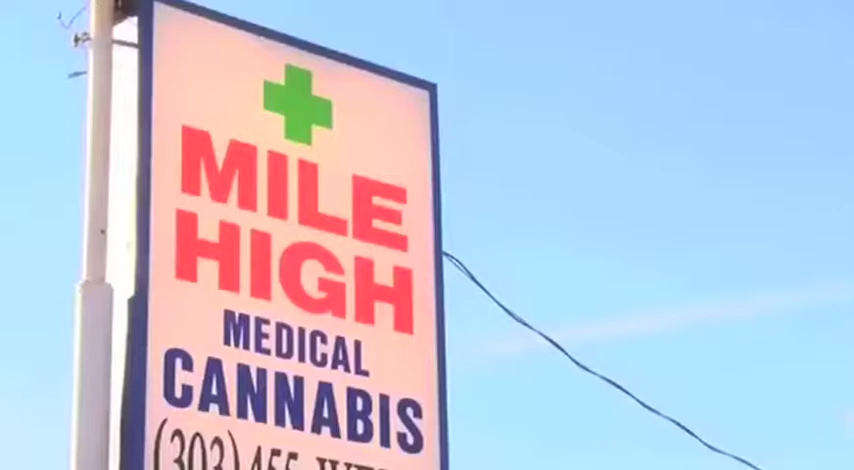 MILE
HIGH
MEDICAL
CANNABIS
(303) 455